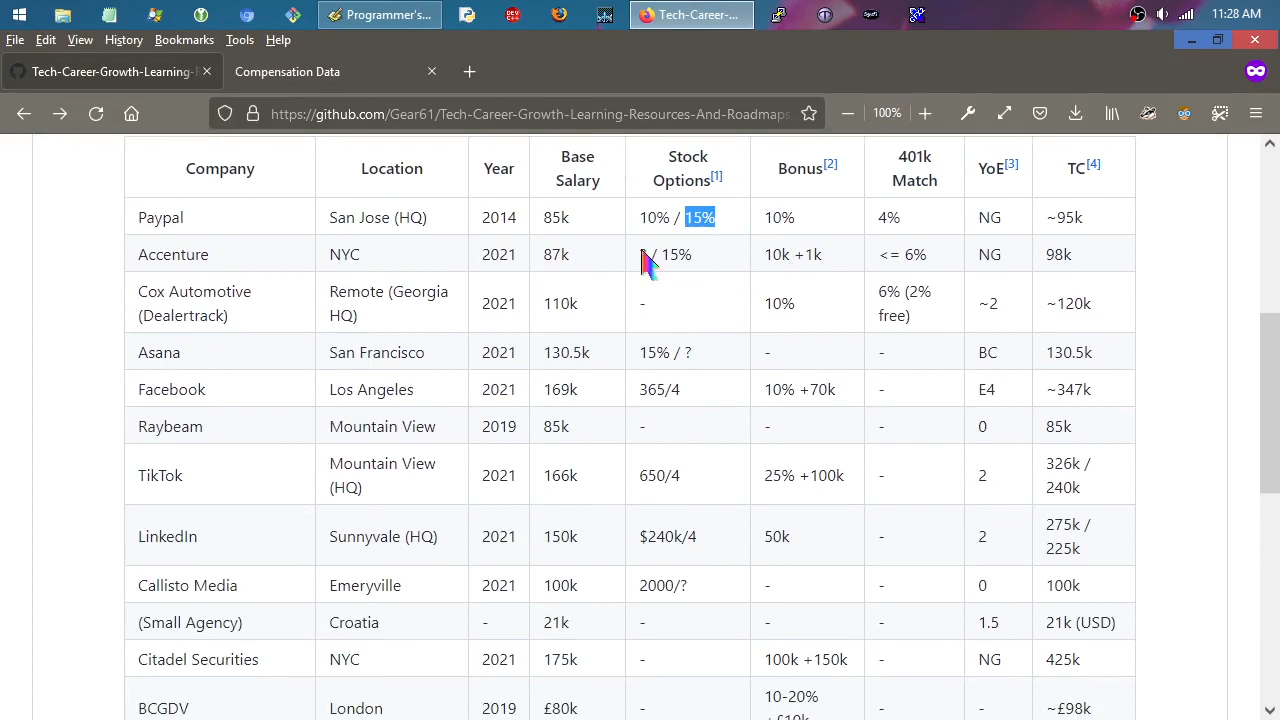 Programmer's...
Tech-Career-...
11:28 AM
File Edit View History Bookmarks Tools Help
Tech-Career-Growth-Learning-R
Compensation Data
https://github.com/Gear61/Tech-Career-Growth-Learning-Resources-And-Roadmaps
100%
Company Location Year Base Salary Stock Options[1] Bonus[2] 401k Match YoE[3] TC[4]
Paypal San Jose (HQ) 2014 85k 10% / 15% 10% 4% NG ~95k
Accenture NYC 2021 87k / 15% 10k +1k <= 6% NG 98k
Cox Automotive (Dealertrack) Remote (Georgia HQ) 2021 110k - 10% 6% (2% free) ~2 ~120k
Asana San Francisco 2021 130.5k 15% / ? - - BC 130.5k
Facebook Los Angeles 2021 169k 365/4 10% +70k - E4 ~347k
Raybeam Mountain View 2019 85k - - - 0 85k
TikTok Mountain View (HQ) 2021 166k 650/4 25% +100k - 2 326k / 240k
LinkedIn Sunnyvale (HQ) 2021 150k $240k/4 50k - 2 275k / 225k
Callisto Media Emeryville 2021 100k 2000/? - - 0 100k
(Small Agency) Croatia - 21k - - - 1.5 21k (USD)
Citadel Securities NYC 2021 175k - 100k +150k - NG 425k
BCGDV London 2019 £80k - 10-20% - - ~£98k